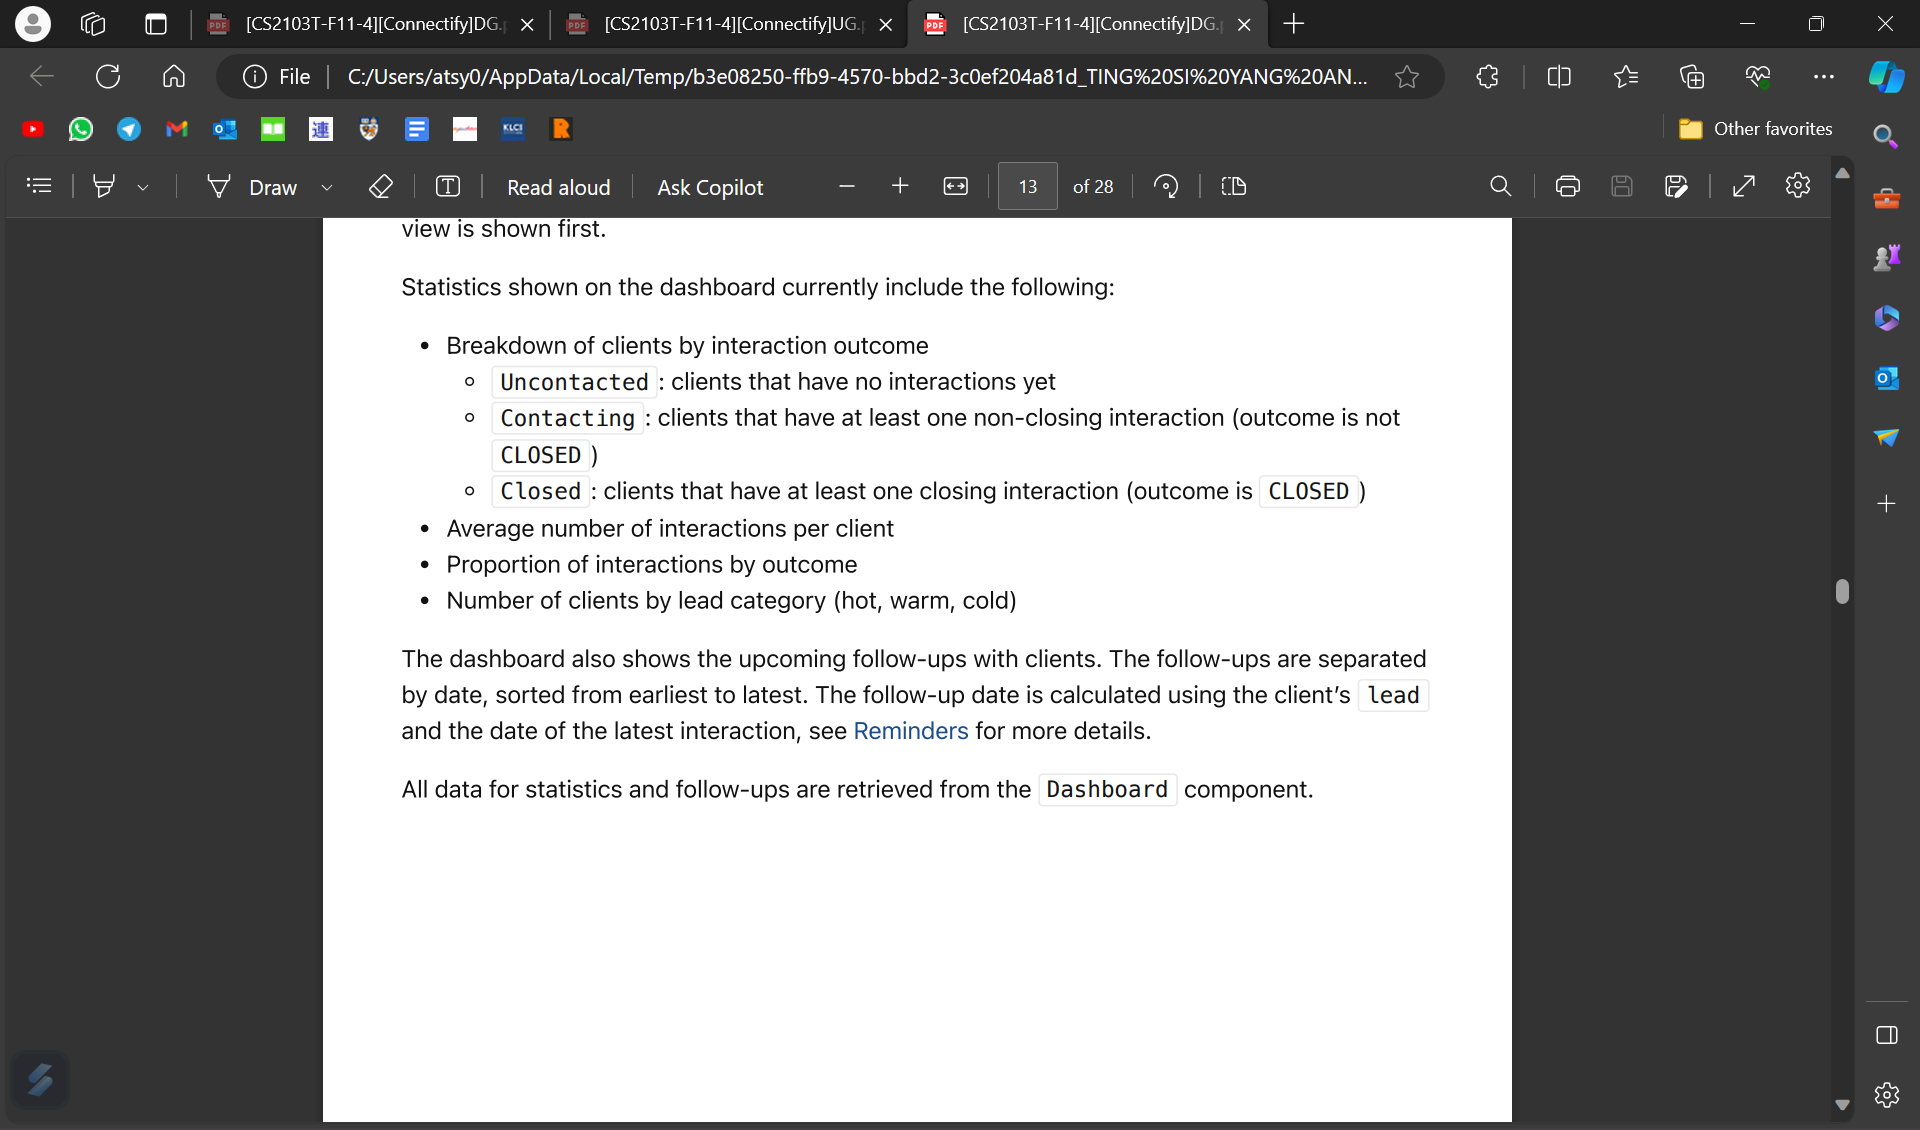 [CS2103T-F11-4][Connectify]DG.
[CS2103T-F11-4][Connectify]UG.
[CS2103T-F11-4][Connectify]DG.
File
C:/Users/atsy0/AppData/Local/Temp/b3e08250-ffb9-4570-bbd2-3c0ef204a81d_TING%20SI%20YANG%20AN...
KLCI
Other favorites
Draw
Read aloud
Ask Copilot
13
of 28
view is shown first.
Statistics shown on the dashboard currently include the following:
• Breakdown of clients by interaction outcome
Uncontacted : clients that have no interactions yet
Contacting : clients that have at least one non-closing interaction (outcome is not
CLOSED )
Closed : clients that have at least one closing interaction (outcome is CLOSED )
• Average number of interactions per client
• Proportion of interactions by outcome
• Number of clients by lead category (hot, warm, cold)
The dashboard also shows the upcoming follow-ups with clients. The follow-ups are separated
by date, sorted from earliest to latest. The follow-up date is calculated using the client’s lead
and the date of the latest interaction, see Reminders for more details.
All data for statistics and follow-ups are retrieved from the Dashboard component.